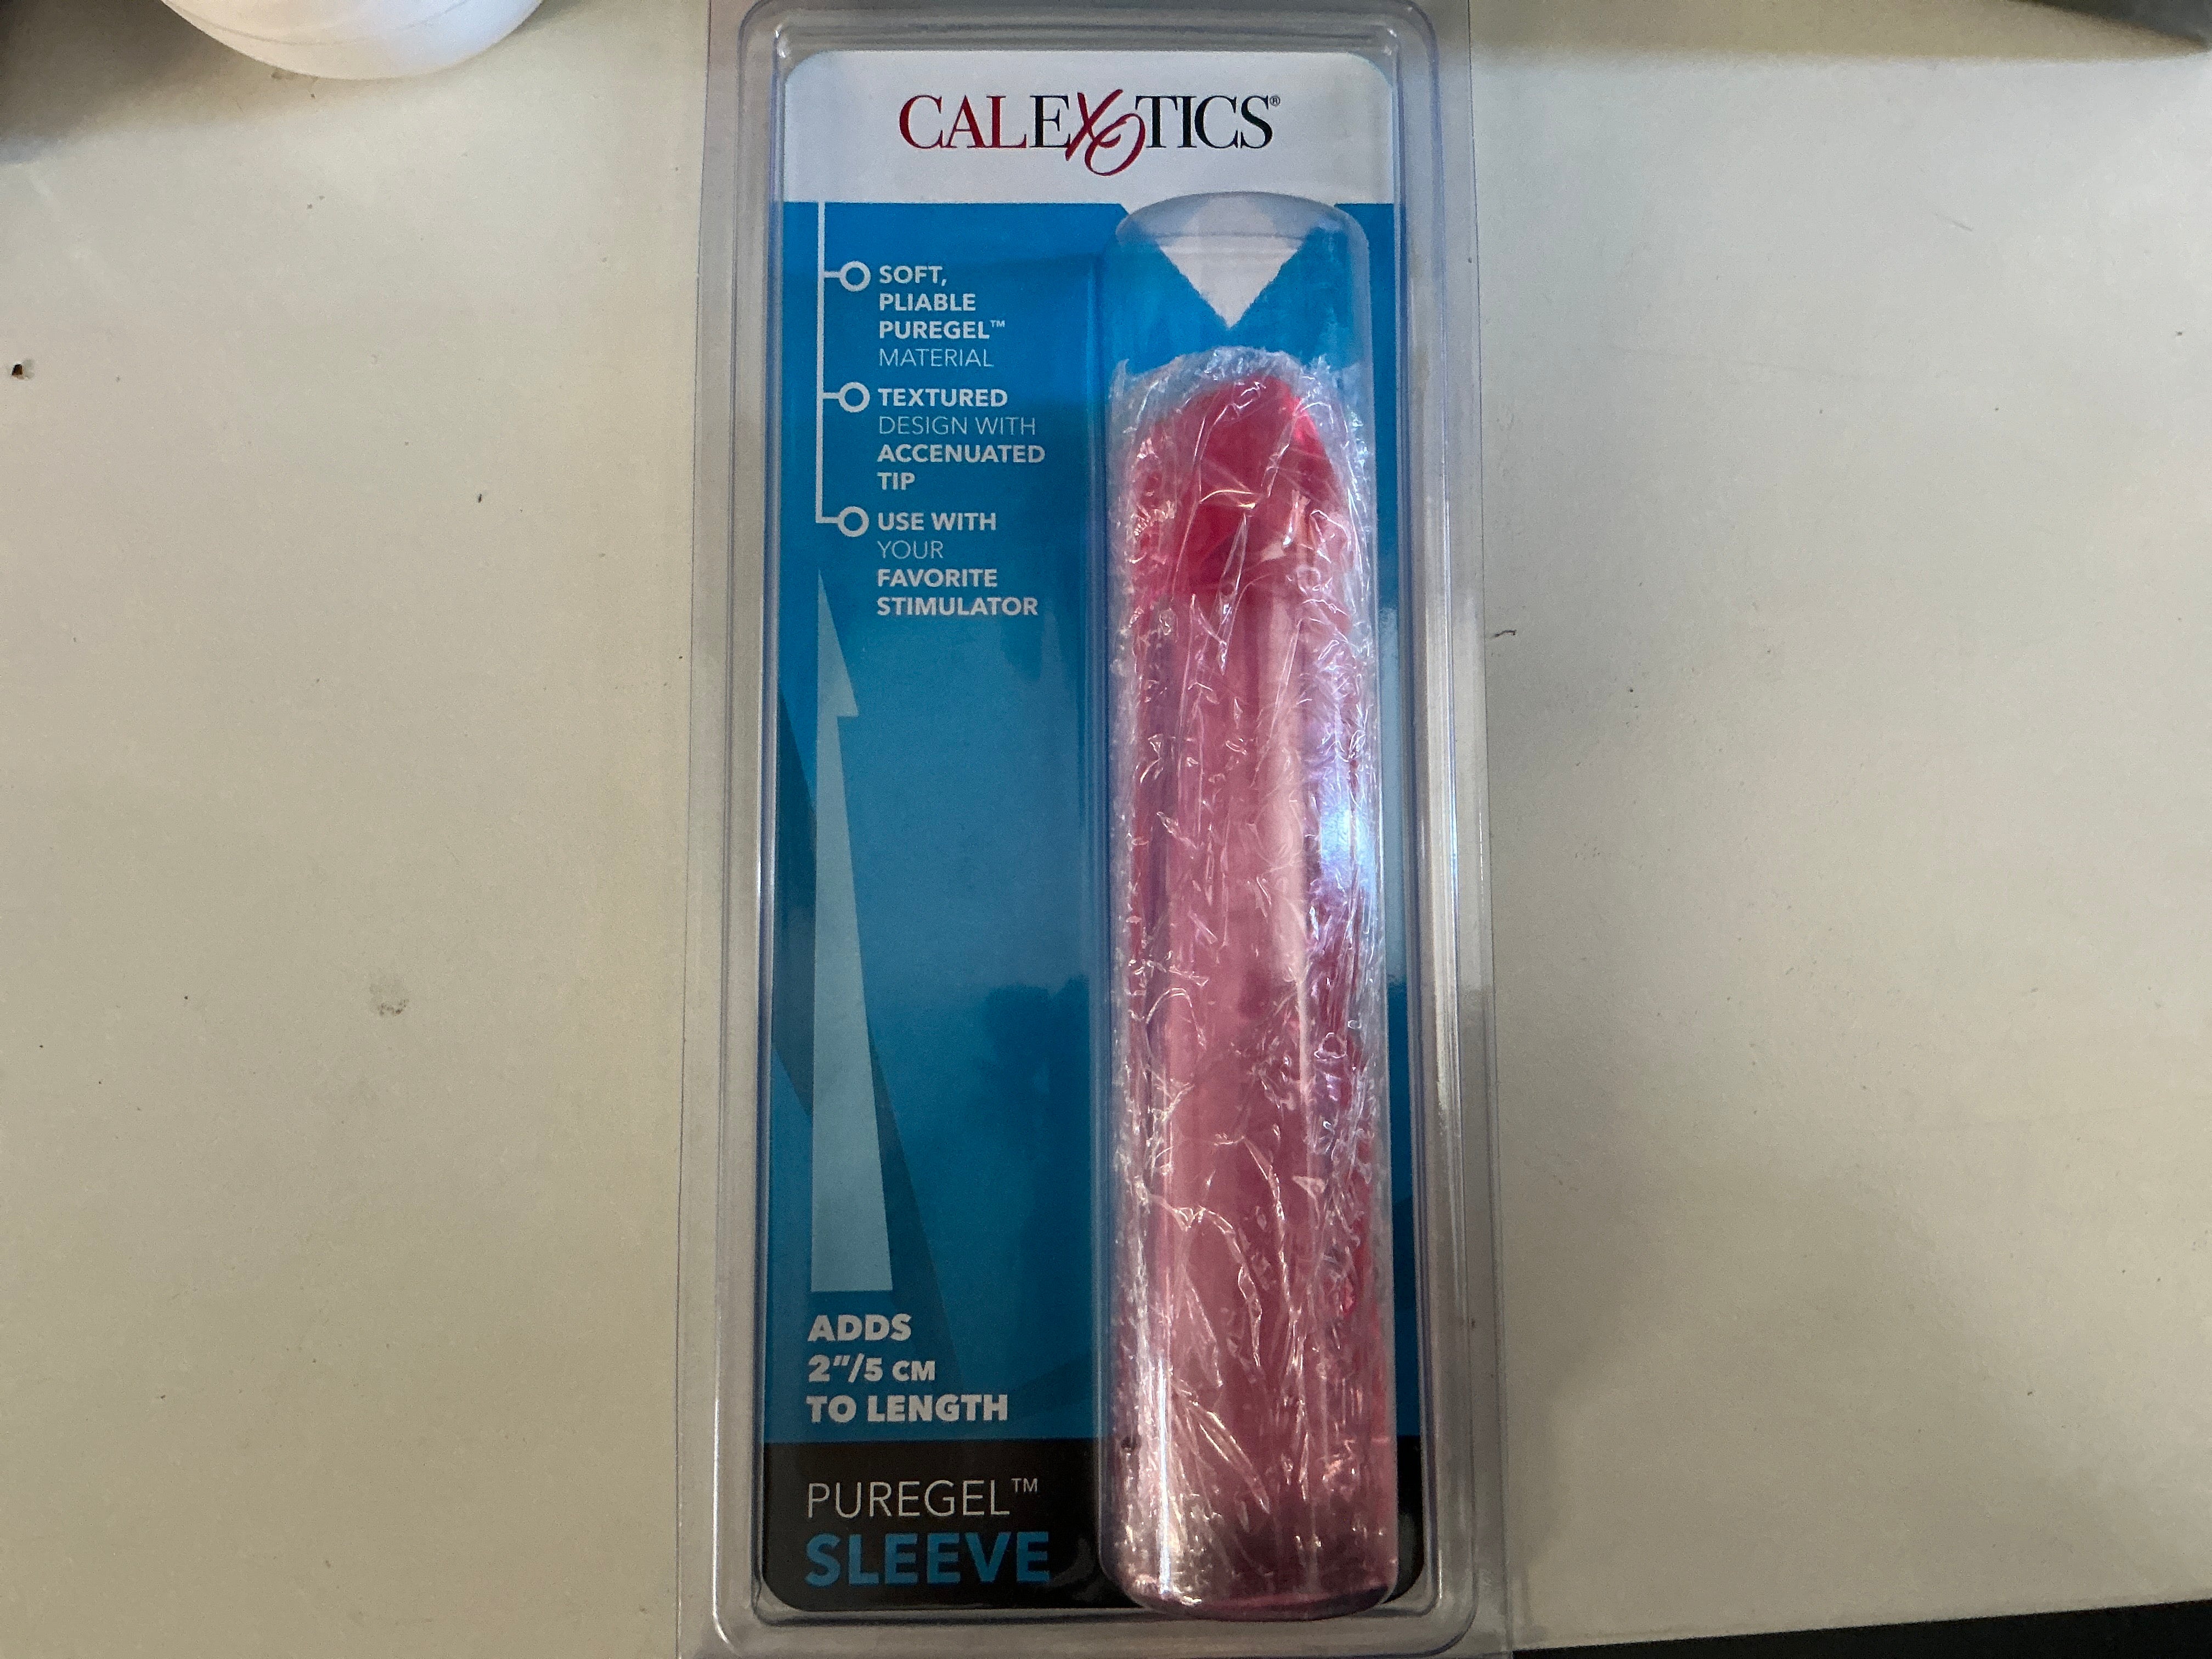 CALEXOTICS®
SOFT,
PLIABLE
PUREGEL™
MATERIAL
TEXTURED
DESIGN WITH
ACCENUATED
TIP
USE WITH
YOUR
FAVORITE
STIMULATOR
ADDS
2"/5 CM
TO LENGTH
PUREGEL™
SLEEVE